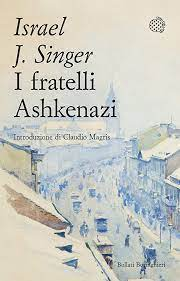 Israel
J. Singer
I fratelli
Ashkenazi
Introduzione di Claudio Magris
Bollati Boringhieri